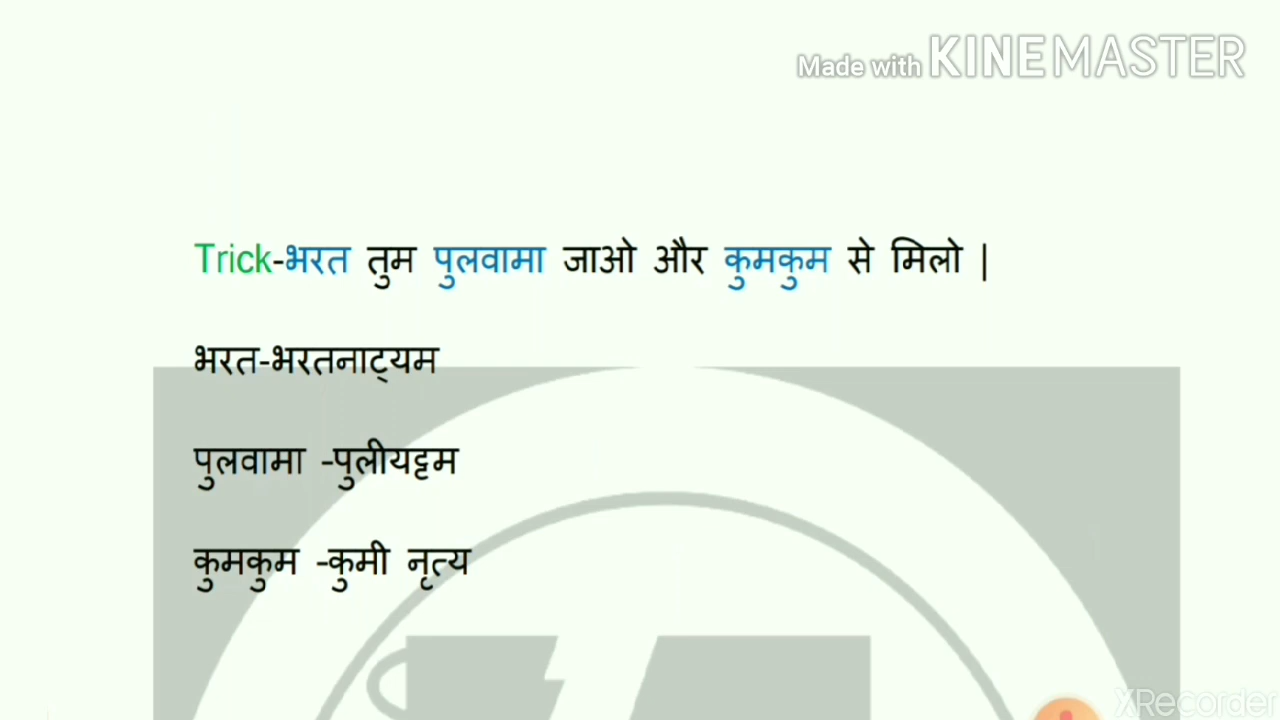 Made with KINEMASTER
Trick-भरत तुम पुलवामा जाओ और कुमकुम से मिलो |
भरत-भरतनाट्यम
पुलवामा -पुलीयट्टम
कुमकुम -कुमी नृत्य
XRecorder